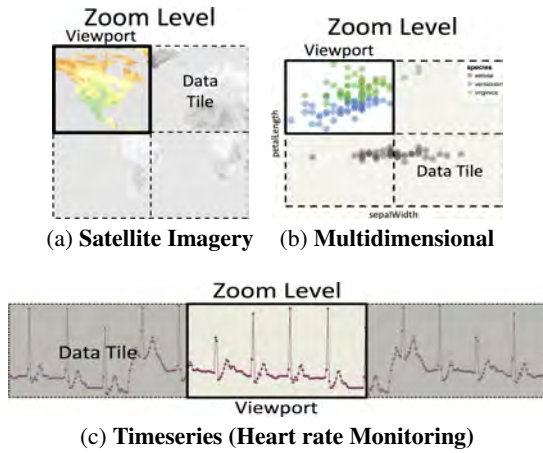 Zoom Level
Viewport
Data
Tile
(a) Satellite Imagery
Zoom Level
Viewport
species
setosa
versicolor
virginica
petalLength
Data Tile
sepalWidth
(b) Multidimensional
Zoom Level
Data Tile
Viewport
(c) Timeseries (Heart rate Monitoring)